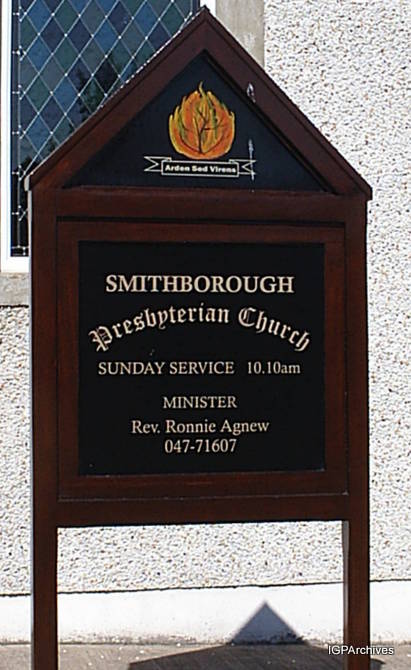 Ardens Sed Virens
SMITHBOROUGH
Presbyterian Church
SUNDAY SERVICE 10.10am
MINISTER
Rev. Ronnie Agnew
047-71607
IGPArchives